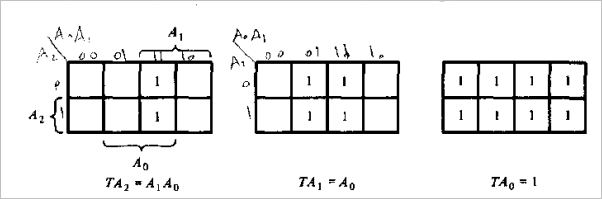 A₀A₁ A₁ A₀A₁
A₂ 00 01 11 10 A₂ 00 01 11 10
0 1 0 1 1 1 1 1 1
A₂ 1 1 1 1 1 1 1 1 1
A₀
TA₂ = A₁A₀ TA₁ = A₀ TA₀ = 1